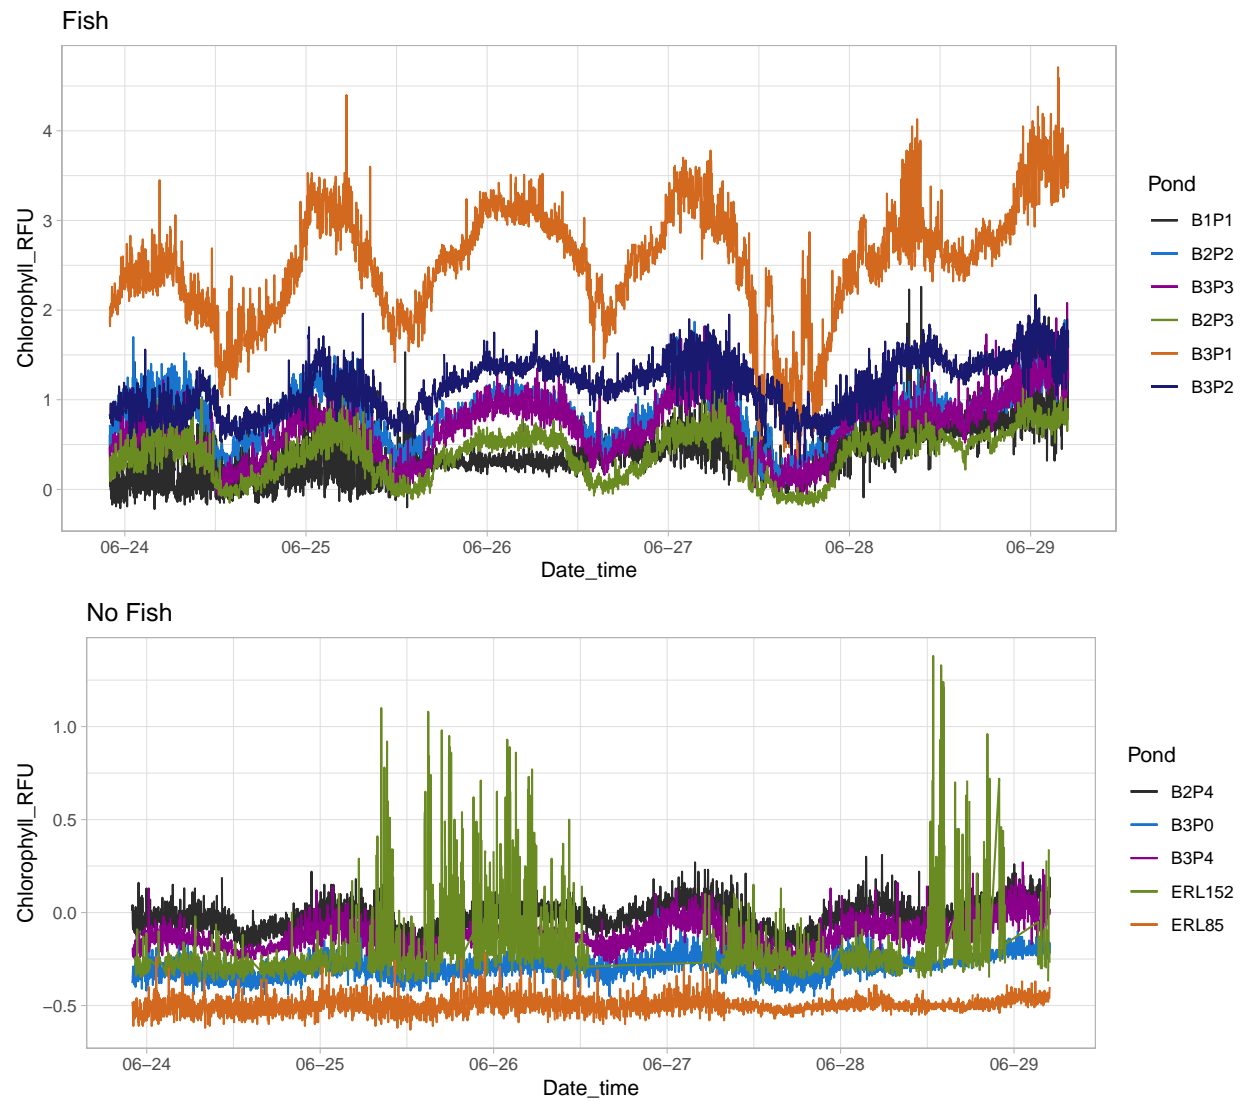 Fish
Chlorophyll_RFU
4
3
2
1
0
06−24
06−25
06−26
06−27
06−28
06−29
Date_time
Pond
B1P1
B2P2
B3P3
B2P3
B3P1
B3P2
No Fish
Chlorophyll_RFU
1.0
0.5
0.0
−0.5
06−24
06−25
06−26
06−27
06−28
06−29
Date_time
Pond
B2P4
B3P0
B3P4
ERL152
ERL85